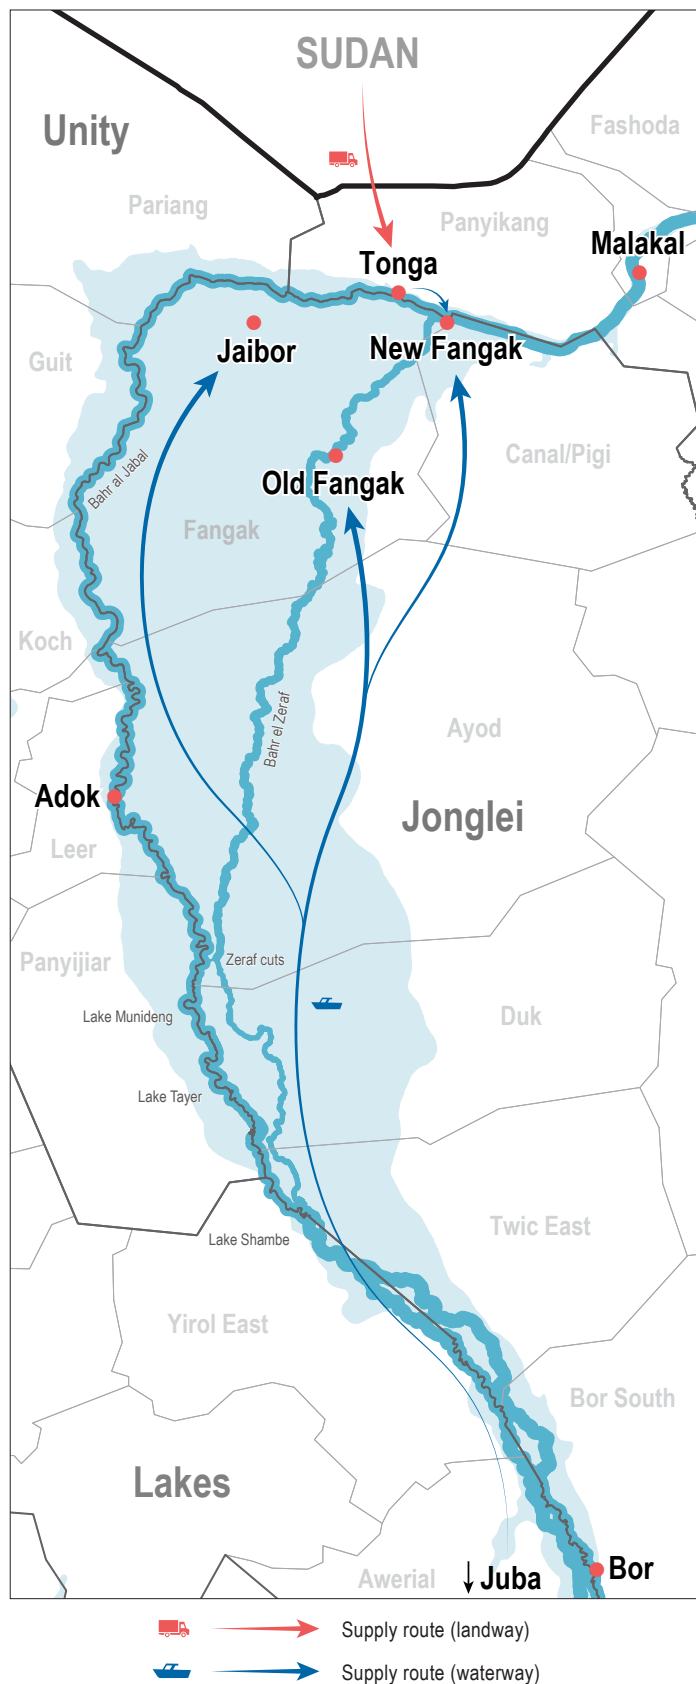 SUDAN
Unity
Fashoda
Pariang
Panyikang
Malakal
Tonga
Jaibor
New Fangak
Guit
Canal/Pigi
Bahr al Jabal
Old Fangak
Fangak
Koch
Bahr el Zeraf
Ayod
Adok
Jonglei
Leer
Panyijiar
Zeraf cuts
Lake Munideng
Duk
Lake Tayer
Twic East
Lake Shambe
Yirol East
Bor South
Lakes
Awerial
Juba
Bor
Supply route (landway)
Supply route (waterway)